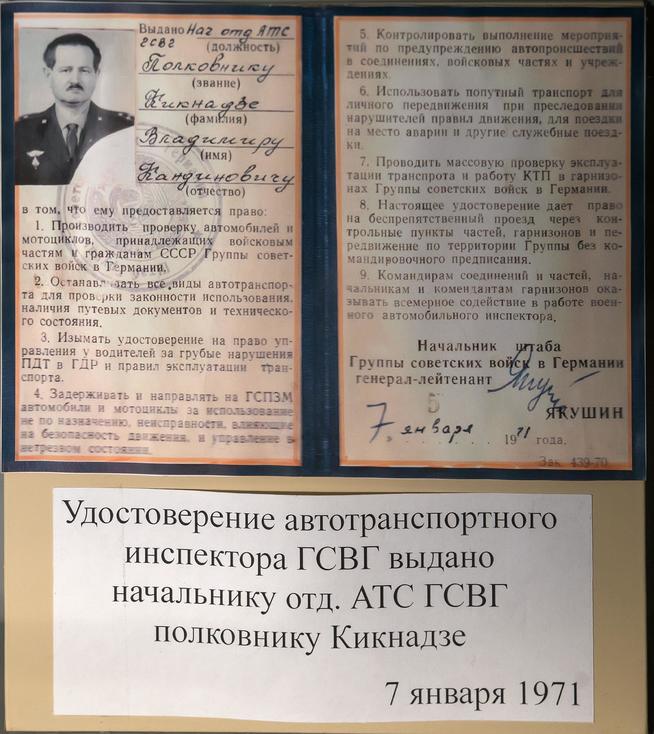 Выдано Нач отд АТС
ГСВГ
(должность)
Полковнику
(звание)
Кикнадзе
(фамилия)
Владимиру
(имя)
Кандиновичу
(отчество)
в том, что ему предоставляется право:
1. Производить проверку автомобилей и
мотоциклов, принадлежащих войсковым
частям и гражданам СССР Группы совет-
ских войск в Германии.
2. Останавливать все виды автотранспор-
та для проверки законности использования,
наличия путевых документов и техническо-
го состояния.
3. Изымать удостоверение на право уп-
равления у водителей за грубые нарушения
ПДТ в ГДР и правил эксплуатации тран-
спорта.
4. Задерживать и направлять на ГСПЗМ
автомобили и мотоциклы за использование
не по назначению, неисправности, влияющие
на безопасность движения, и управление в
нетрезвом состоянии.
5. Контролировать выполнение мероприя-
тий по предупреждению автопроисшествий
в соединениях, войсковых частях и учреж-
дениях.
6. Использовать попутный транспорт для
личного передвижения при преследовании
нарушителей правил движения, для поездки
на место аварии и другие служебные поезд-
ки.
7. Проводить массовую проверку эксплуа-
тации транспрота и работу КТП в гарнизо-
нах Группы советских войск в Германии.
8. Настоящее удостоверение дает право
на беспрепятственный проезд через кон-
трольные пункты частей, гарнизонов и пе-
редвижение по территории Группы без ко-
мандировочного предписания.
9. Командирам соединений и частей, на-
чальникам и комендатам гарнизонов ока-
зывать всемерное содействие в работе воен-
ного автомобильного инспектора.
Начальник штаба
Группы советских войск в Германии
генерал-лейтенант
ЯКУШИН
5
7 января 1971 года.
Зак. 439-70
Удостоверение автотранспортного
инспектора ГСВГ выдано
начальнику отд. АТС ГСВГ
полковнику Кикнадзе
7 января 1971